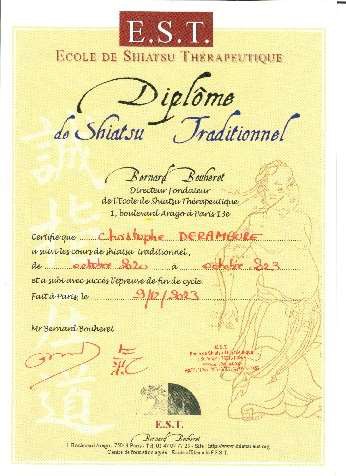 E.S.T.
ECOLE DE SHIATSU THERAPEUTIQUE
Diplôme
de Shiatsu Traditionnel
Bernard Bouheret
Directeur fondateur
de l'Ecole de Shiatsu Thérapeutique
1, boulevard Arago à Paris 13e
Certifie que Christophe DERAMBURE
a suivi les cours de shiatsu traditionnel,
de octobre 2020 à octobre 2023
et a subi avec succès l'épreuve de fin de cycle.
Fait à Paris, le 9/12/2023
Mr Bernard Bouheret
E.S.T.
E.S.T.
Bernard Bouheret